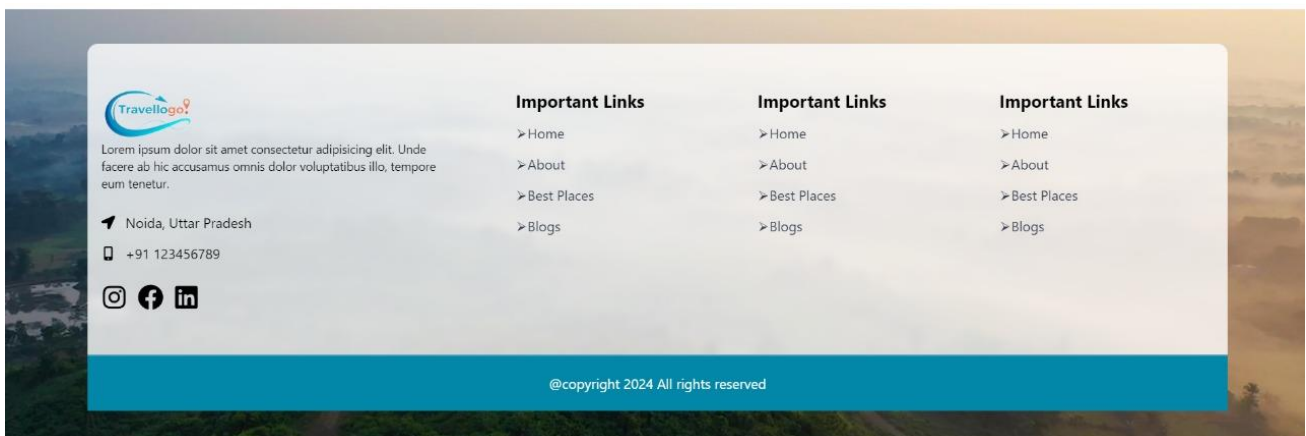 Travellogo
Lorem ipsum dolor sit amet consectetur adipisicing elit. Unde
facere ab hic accusamus omnis dolor voluptatibus illo, tempore
eum tenetur.
Noida, Uttar Pradesh
+91 123456789
Important Links
➢Home
➢About
➢Best Places
➢Blogs
Important Links
➢Home
➢About
➢Best Places
➢Blogs
Important Links
➢Home
➢About
➢Best Places
➢Blogs
@copyright 2024 All rights reserved